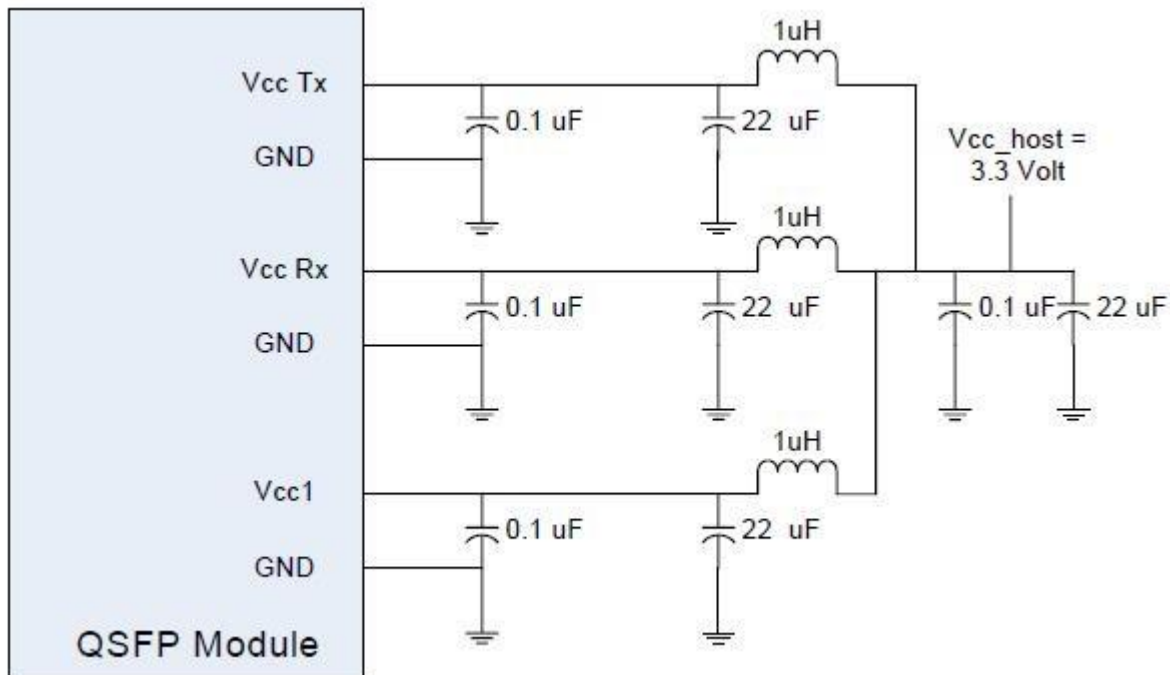 1uH
Vcc Tx
0.1 uF
22 uF
GND
Vcc_host =
3.3 Volt
1uH
Vcc Rx
0.1 uF
22 uF
0.1 uF
22 uF
GND
1uH
Vcc1
0.1 uF
22 uF
GND
QSFP Module